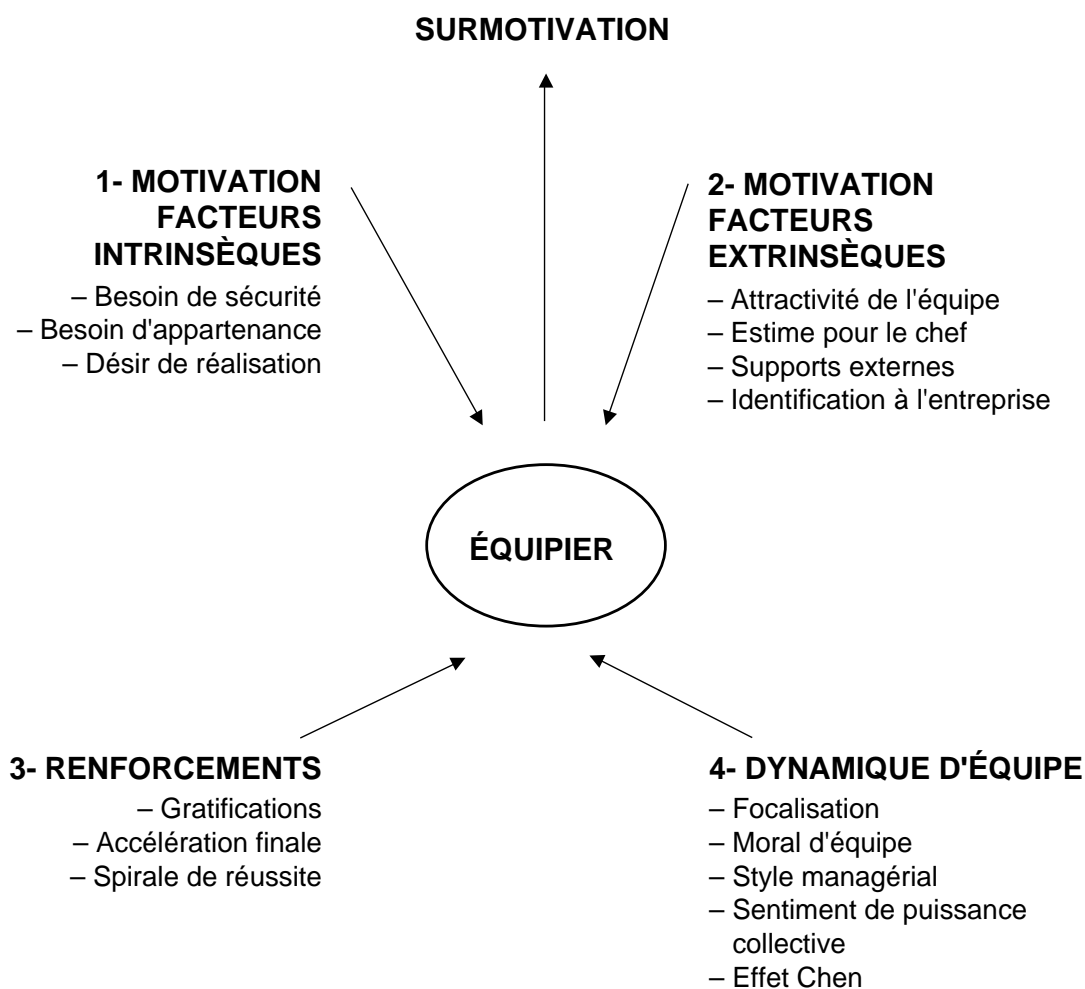 SURMOTIVATION
1- MOTIVATION
FACTEURS
INTRINSÈQUES
– Besoin de sécurité
– Besoin d'appartenance
– Désir de réalisation
2- MOTIVATION
FACTEURS
EXTRINSÈQUES
– Attractivité de l'équipe
– Estime pour le chef
– Supports externes
– Identification à l'entreprise
ÉQUIPIER
3- RENFORCEMENTS
– Gratifications
– Accélération finale
– Spirale de réussite
4- DYNAMIQUE D'ÉQUIPE
– Focalisation
– Moral d'équipe
– Style managérial
– Sentiment de puissance
collective
– Effet Chen